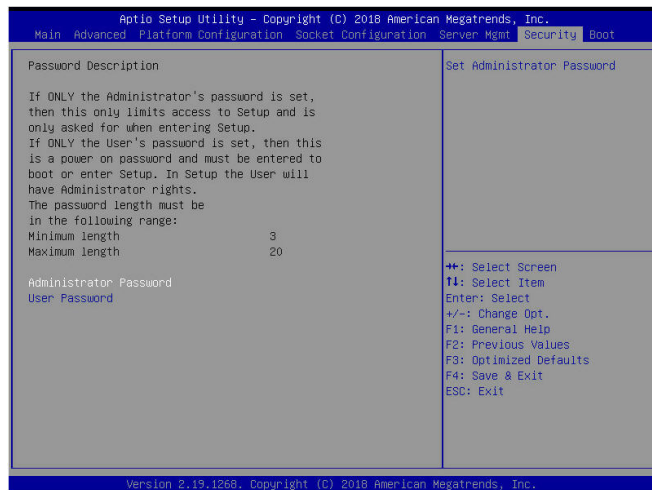 Aptio Setup Utility – Copyright (C) 2018 American Megatrends, Inc.
Main Advanced Platform Configuration Socket Configuration Server Mgmt Security Boot
Password Description
If ONLY the Administrator's password is set,
then this only limits access to Setup and is
only asked for when entering Setup.
If ONLY the User's password is set, then this
is a power on password and must be entered to
boot or enter Setup. In Setup the User will
have Administrator rights.
The password length must be
in the following range:
Minimum length 3
Maximum length 20
Administrator Password
User Password
Set Administrator Password
→←: Select Screen
↑↓: Select Item
Enter: Select
+/-: Change Opt.
F1: General Help
F2: Previous Values
F3: Optimized Defaults
F4: Save & Exit
ESC: Exit
Version 2.19.1268. Copyright (C) 2018 American Megatrends, Inc.